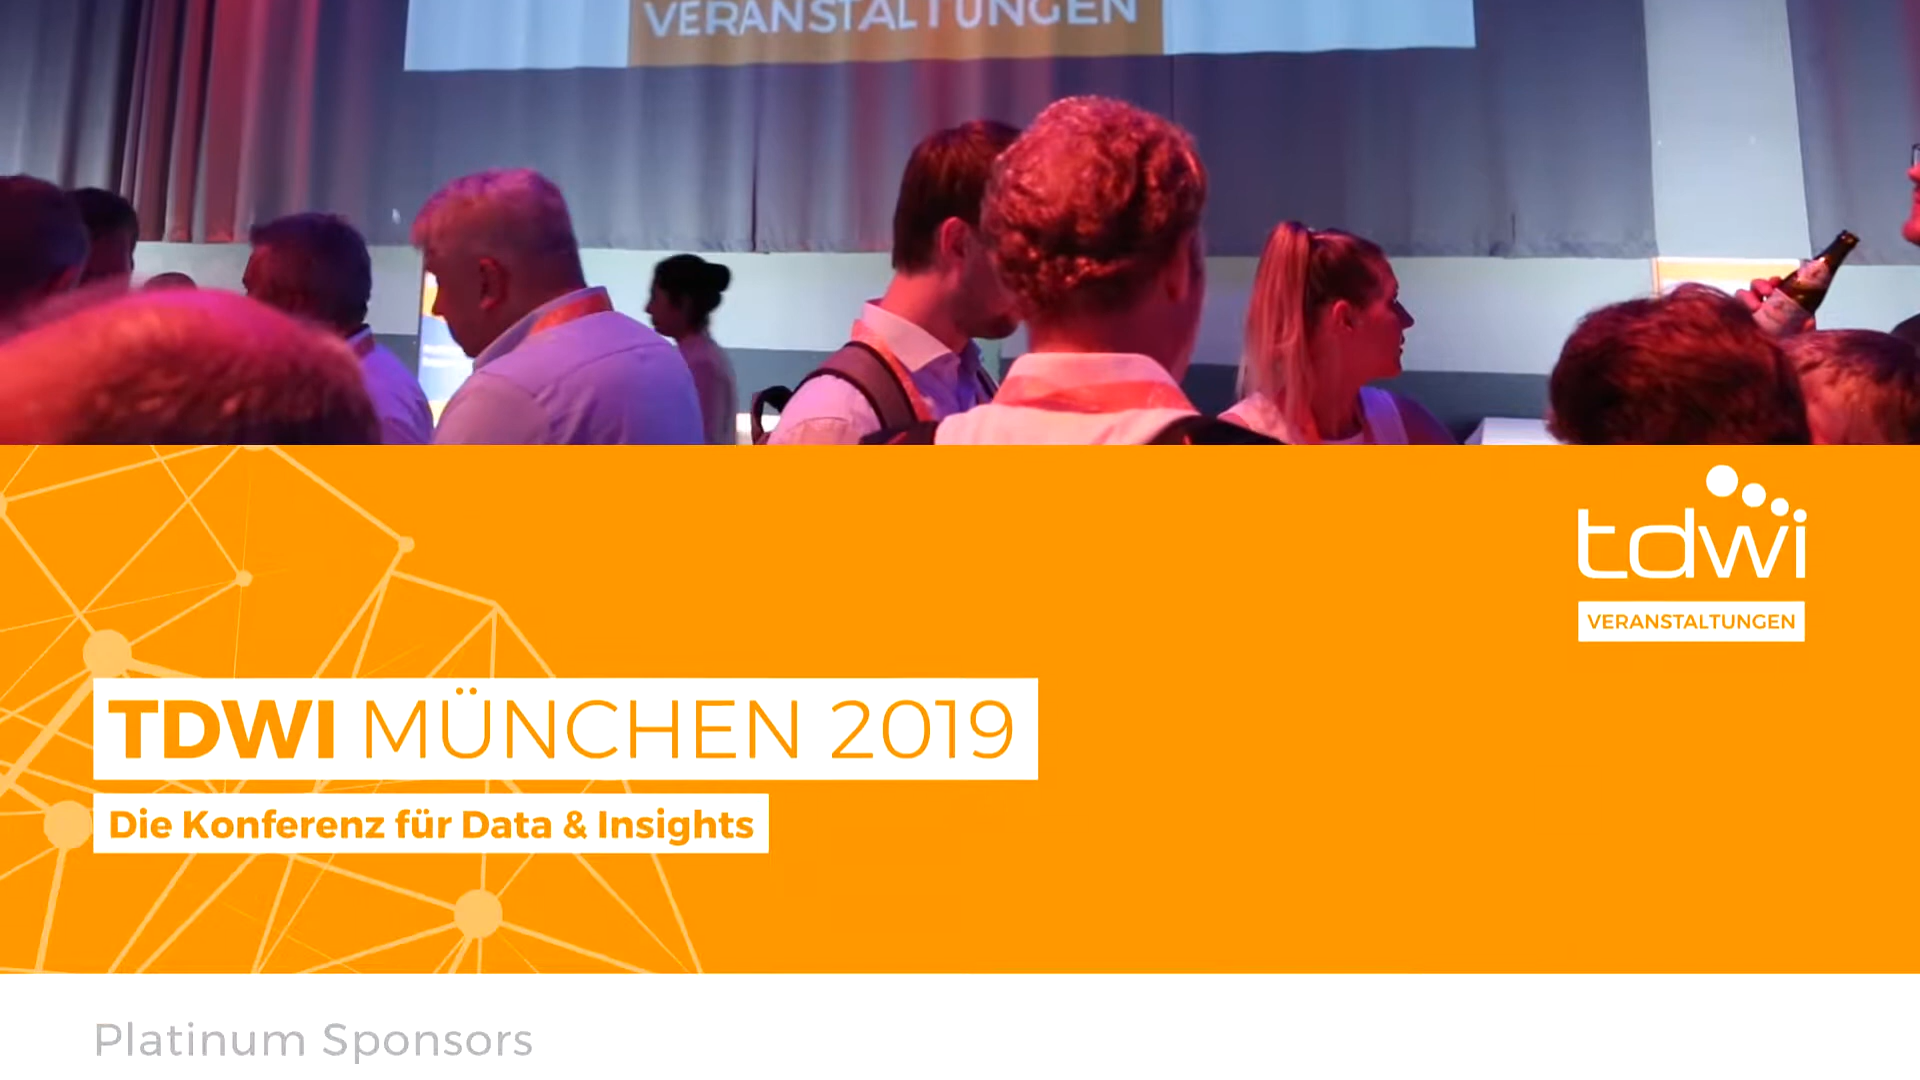 VERANSTALTUNGEN
tdwi
VERANSTALTUNGEN
TDWI MÜNCHEN 2019
Die Konferenz für Data & Insights
Platinum Sponsors